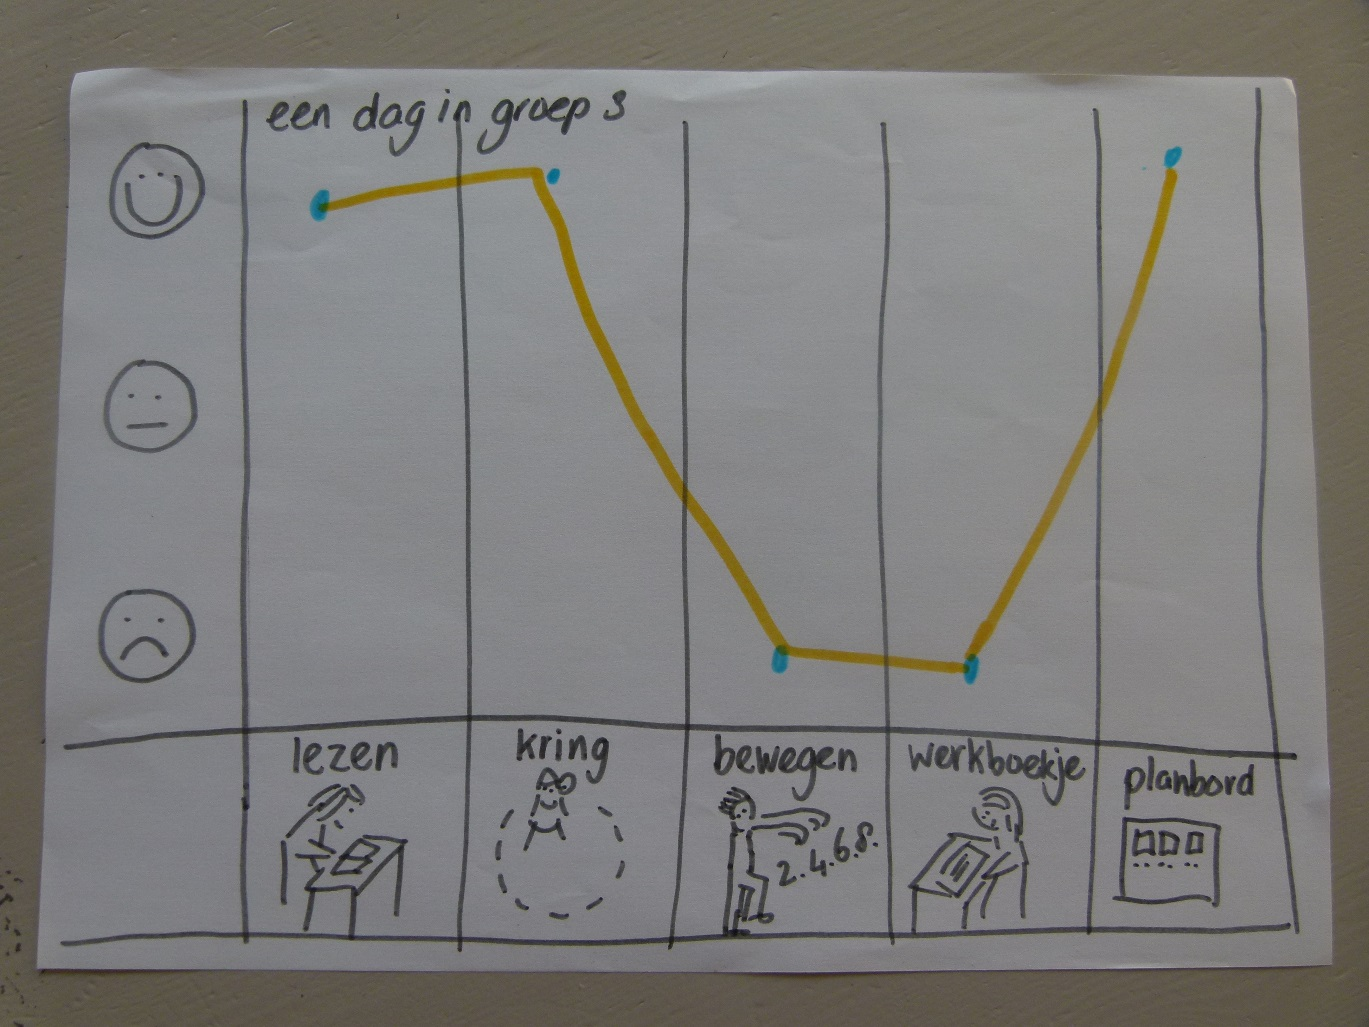 een dag in groep 3
lezen
kring
bewegen
werkboekje
planbord
2.4.6.8.